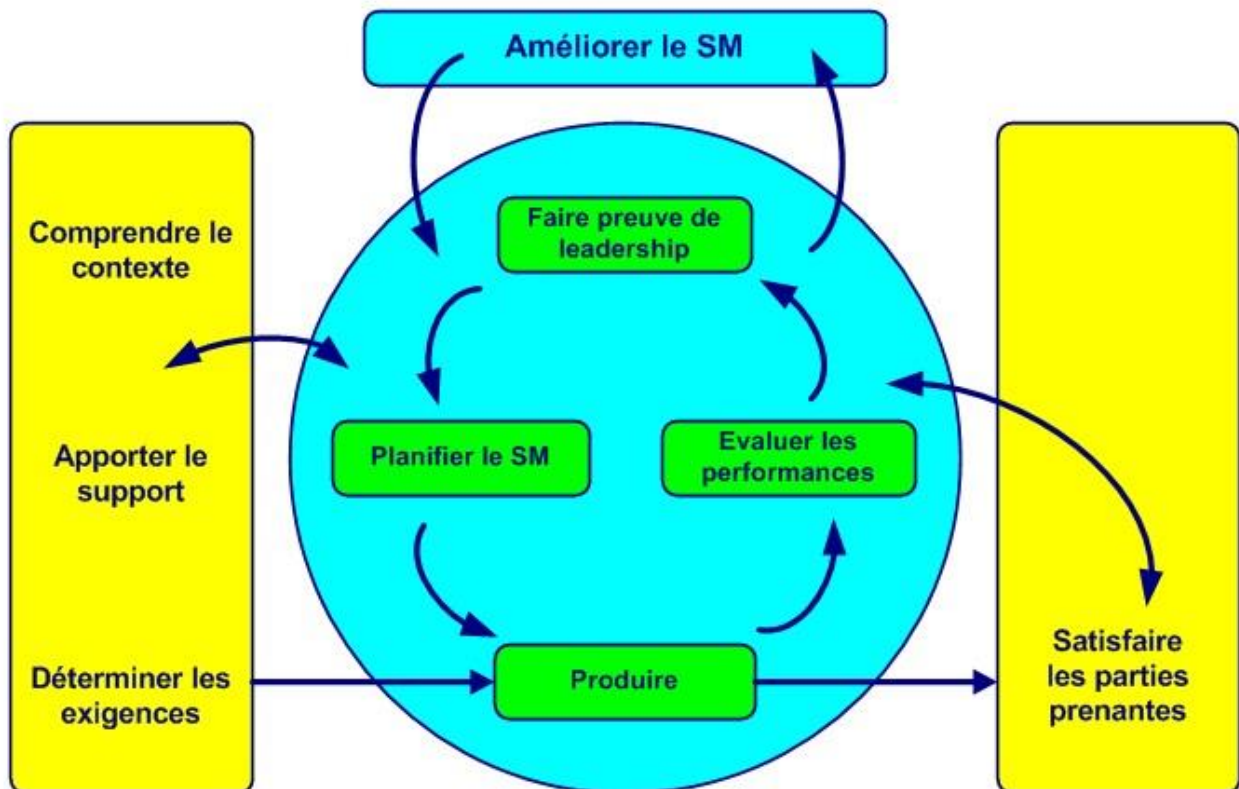 Améliorer le SM
Comprendre le
contexte
Apporter le
support
Déterminer les
exigences
Faire preuve de
leadership
Planifier le SM
Evaluer les
performances
Produire
Satisfaire
les parties
prenantes